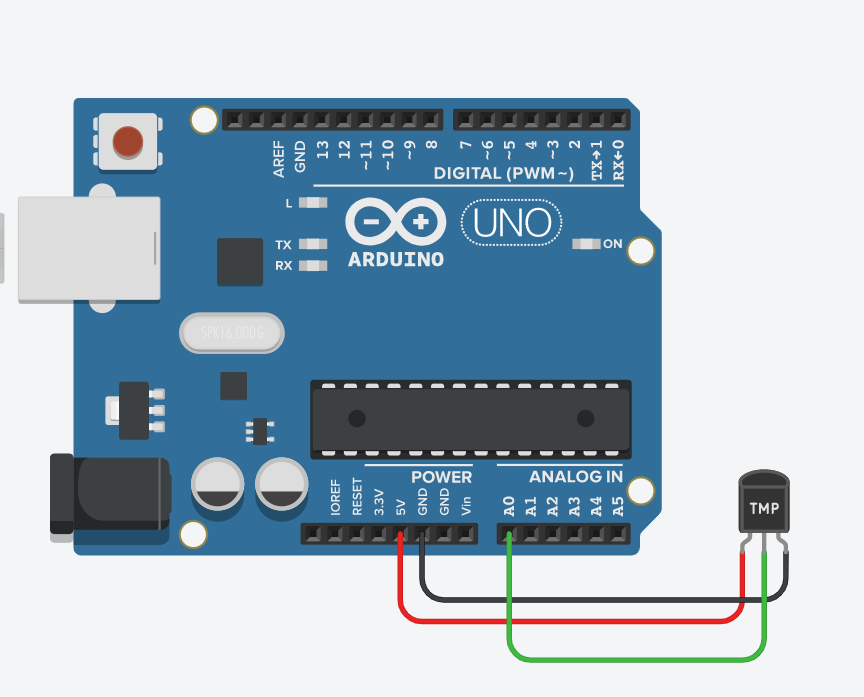 AREF
GND
13
12
~11
~10
~9
8
7
~6
~5
4
~3
2
TX→1
RX←0
DIGITAL (PWM~)
L
TX
RX
ARDUINO
UNO
ON
SPK16.000G
POWER
ANALOG IN
IOREF
RESET
3.3V
5V
GND
GND
Vin
A0
A1
A2
A3
A4
A5
TMP